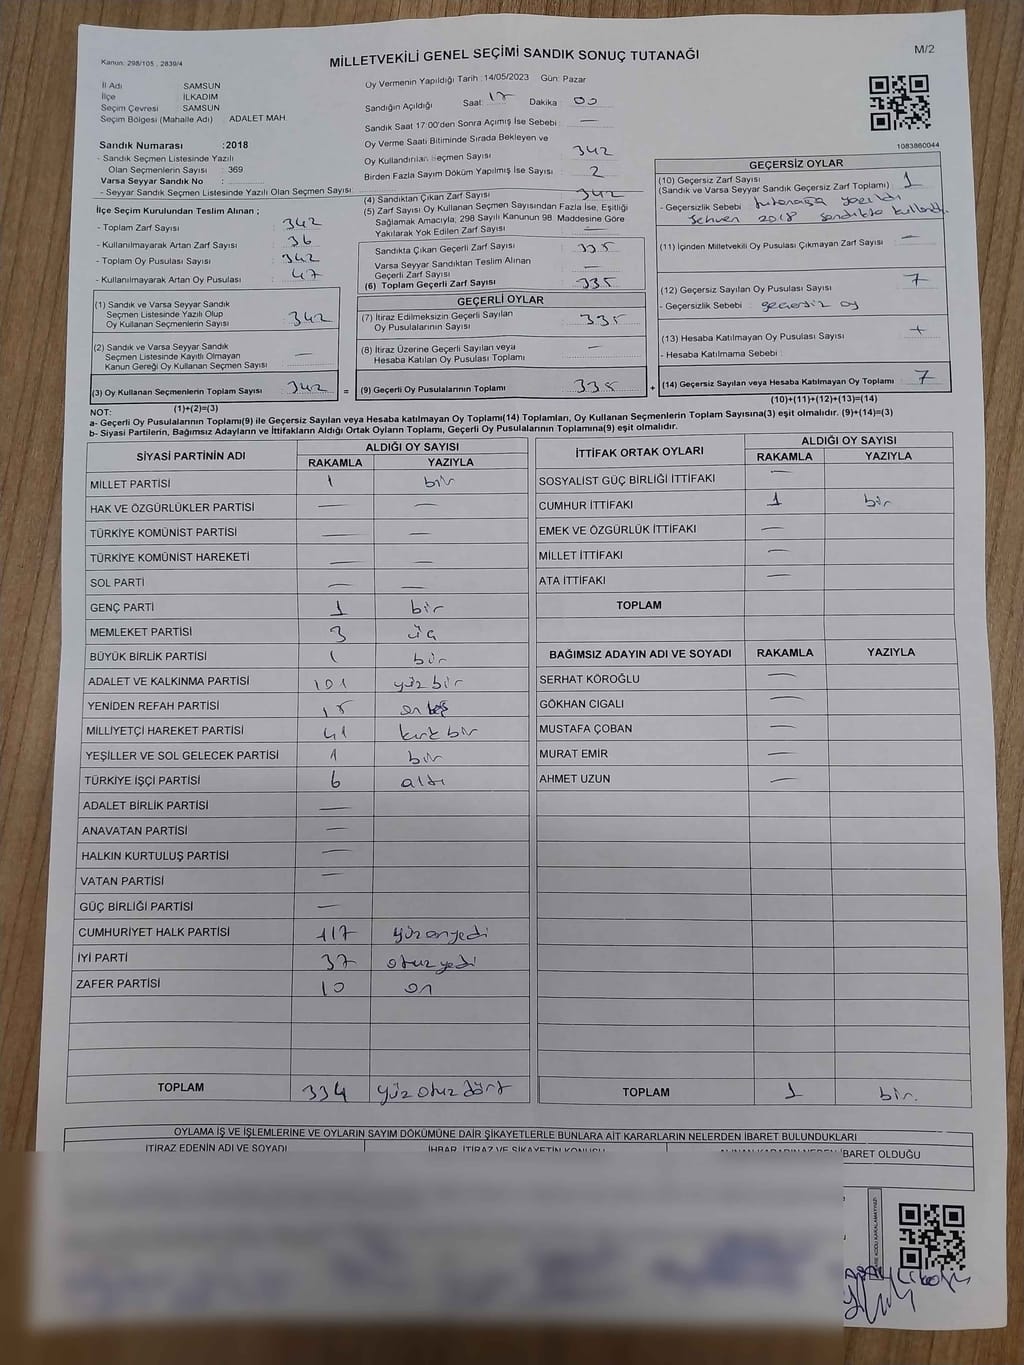 Kanun: 298/105 , 2839/4
MİLLETVEKİLİ GENEL SEÇİMİ SANDIK SONUÇ TUTANAĞI
M/2
İl Adı SAMSUN
İlçe İLKADIM
Seçim Çevresi SAMSUN
Seçim Bölgesi (Mahalle Adı) : ADALET MAH.
Sandık Numarası :2018
- Sandık Seçmen Listesinde Yazılı
Olan Seçmenlerin Sayısı : 369
Varsa Seyyar Sandık No :
- Seyyar Sandık Seçmen Listesinde Yazılı Olan Seçmen Sayısı:
Oy Vermenin Yapıldığı Tarih : 14/05/2023 Gün: Pazar
Sandığın Açıldığı Saat: 17 Dakika : 00
Sandık Saat 17:00'den Sonra Açımış İse Sebebi : —
Oy Verme Saati Bitiminde Sırada Bekleyen ve
Oy Kullandırılan Seçmen Sayısı 342
Birden Fazla Sayım Döküm Yapılmış İse Sayısı : 2
1083860044
İlçe Seçim Kurulundan Teslim Alınan ;
- Toplam Zarf Sayısı : 342
- Kullanılmayarak Artan Zarf Sayısı : 36
- Toplam Oy Pusulası Sayısı : 342
- Kullanılmayarak Artan Oy Pusulası : 47
(1) Sandık ve Varsa Seyyar Sandık
Seçmen Listesinde Yazılı Olup
Oy Kullanan Seçmenlerin Sayısı : 342
(2) Sandık ve Varsa Seyyar Sandık
Seçmen Listesinde Kayıtlı Olmayan
Kanun Gereği Oy Kullanan Seçmen Sayısı : —
(3) Oy Kullanan Seçmenlerin Toplam Sayısı : 342 =
(1)+(2)=(3)
(4) Sandıktan Çıkan Zarf Sayısı : 342
(5) Zarf Sayısı Oy Kullanan Seçmen Sayısından Fazla İse, Eşitliği
Sağlamak Amacıyla; 298 Sayılı Kanunun 98. Maddesine Göre
Yakılarak Yok Edilen Zarf Sayısı : —
Sandıkta Çıkan Geçerli Zarf Sayısı : 335
Varsa Seyyar Sandıktan Teslim Alınan
Geçerli Zarf Sayısı : —
(6) Toplam Geçerli Zarf Sayısı : 335
GEÇERLİ OYLAR
(7) İtiraz Edilmeksizin Geçerli Sayılan
Oy Pusulalarının Sayısı : 335
(8) İtiraz Üzerine Geçerli Sayılan veya
Hesaba Katılan Oy Pusulası Toplamı : —
(9) Geçerli Oy Pusulalarının Toplamı : 335 +
GEÇERSİZ OYLAR
(10) Geçersiz Zarf Sayısı : 1
(Sandık ve Varsa Seyyar Sandık Geçersiz Zarf Toplamı)
- Geçersizlik Sebebi : tutanağa yazıldı
sehven 2018 sandıkta
(11) İçinden Milletvekili Oy Pusulası Çıkmayan Zarf Sayısı : —
(12) Geçersiz Sayılan Oy Pusulası Sayısı : 7
- Geçersizlik Sebebi : geçersiz oy
(13) Hesaba Katılmayan Oy Pusulası Sayısı :
- Hesaba Katılmama Sebebi :
(14) Geçersiz Sayılan veya Hesaba Katılmayan Oy Toplamı : 7
(10)+(11)+(12)+(13)=(14)
NOT:
a- Geçerli Oy Pusulalarının Toplamı(9) ile Geçersiz Sayılan veya Hesaba katılmayan Oy Toplamı(14) Toplamları, Oy Kullanan Seçmenlerin Toplam Sayısına(3) eşit olmalıdır. (9)+(14)=(3)
b- Siyasi Partilerin, Bağımsız Adayların ve İttifakların Aldığı Ortak Oyların Toplamı, Geçerli Oy Pusulalarının Toplamına(9) eşit olmalıdır.
SİYASİ PARTİNİN ADI ALDIĞI OY SAYISI
RAKAMLA YAZIYLA
MİLLET PARTİSİ 1 bir
HAK VE ÖZGÜRLÜKLER PARTİSİ — —
TÜRKİYE KOMÜNİST PARTİSİ — —
TÜRKİYE KOMÜNİST HAREKETİ — —
SOL PARTİ — —
GENÇ PARTİ 1 bir
MEMLEKET PARTİSİ 3 üç
BÜYÜK BİRLİK PARTİSİ 1 bir
ADALET VE KALKINMA PARTİSİ 101 yüz bir
YENİDEN REFAH PARTİSİ 15 on beş
MİLLİYETÇİ HAREKET PARTİSİ 41 kırk bir
YEŞİLLER VE SOL GELECEK PARTİSİ 1 bir
TÜRKİYE İŞÇİ PARTİSİ 6 altı
ADALET BİRLİK PARTİSİ —
ANAVATAN PARTİSİ —
HALKIN KURTULUŞ PARTİSİ —
VATAN PARTİSİ —
GÜÇ BİRLİĞİ PARTİSİ —
CUMHURİYET HALK PARTİSİ 117 yüzonyedi
İYİ PARTİ 37 otuz yedi
ZAFER PARTİSİ 10 on
TOPLAM 334 yüz otuz dört
İTTİFAK ORTAK OYLARI ALDIĞI OY SAYISI
RAKAMLA YAZIYLA
SOSYALİST GÜÇ BİRLİĞİ İTTİFAKI —
CUMHUR İTTİFAKI 1 bir
EMEK VE ÖZGÜRLÜK İTTİFAKI —
MİLLET İTTİFAKI —
ATA İTTİFAKI —
TOPLAM
BAĞIMSIZ ADAYIN ADI VE SOYADI RAKAMLA YAZIYLA
SERHAT KÖROĞLU —
GÖKHAN CIGALI —
MUSTAFA ÇOBAN —
MURAT EMİR —
AHMET UZUN —
TOPLAM 1 bir.
OYLAMA İŞ VE İŞLEMLERİNE VE OYLARIN SAYIM DÖKÜMÜNE DAİR ŞİKAYETLERLE BUNLARA AİT KARARLARIN NELERDEN İBARET BULUNDUKLARI
İTİRAZ EDENİN ADI VE SOYADI İHBAR, İTİRAZ VE ŞİKAYETİN KONUSU ALINAN KARARIN NEDEN İBARET OLDUĞU